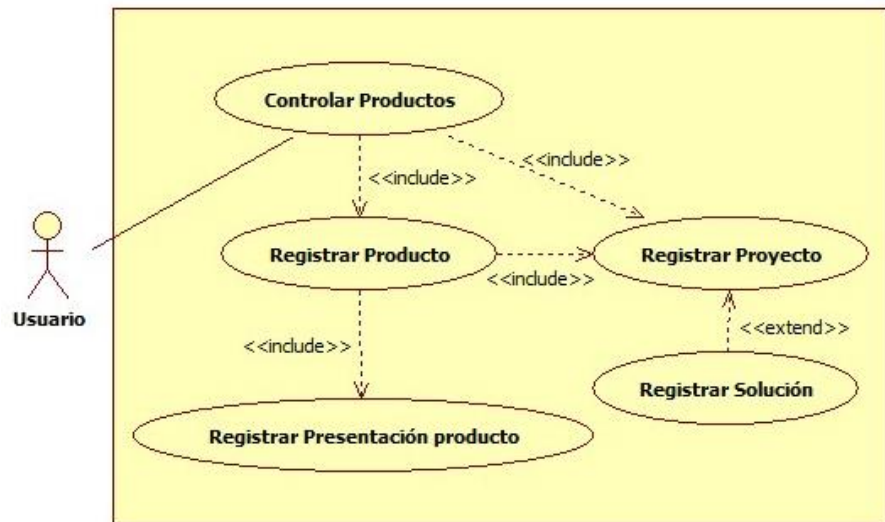 Controlar Productos
<<include>>
<<include>>
Registrar Producto
Registrar Proyecto
<<include>>
Usuario
<<extend>>
<<include>>
Registrar Solución
Registrar Presentación producto